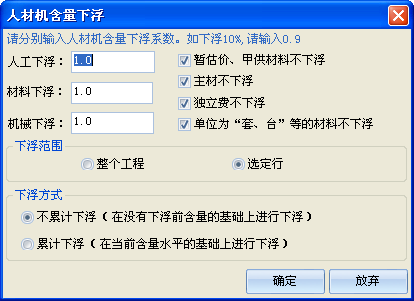 人材机含量下浮
请分别输入人材机含量下浮系数。如下浮10%,请输入0.9
人工下浮： 1.0
材料下浮： 1.0
机械下浮： 1.0
暂估价、甲供材料不下浮
主材不下浮
独立费不下浮
单位为“套、台”等的材料不下浮
下浮范围
整个工程 选定行
下浮方式
不累计下浮（在没有下浮前含量的基础上进行下浮）
累计下浮（在当前含量水平的基础上进行下浮）
确定 放弃